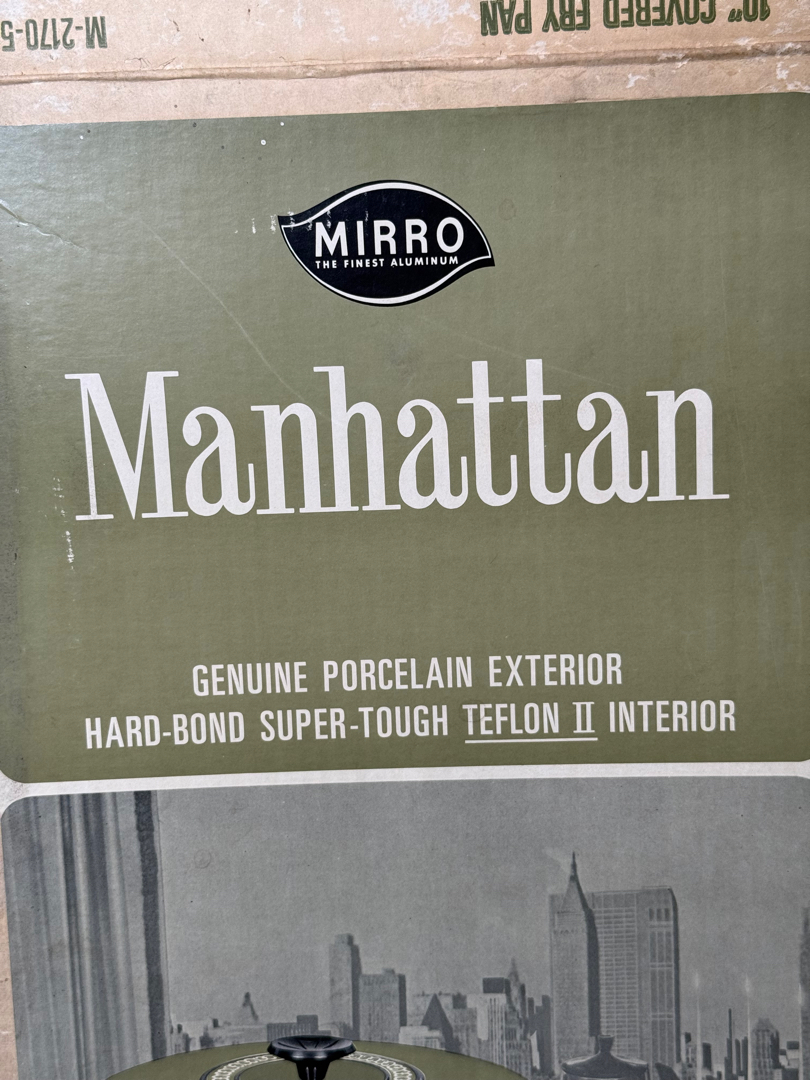 M-2170-5
10" COVERED FRY PAN
MIRRO
THE FINEST ALUMINUM
Manhattan
GENUINE PORCELAIN EXTERIOR
HARD-BOND SUPER-TOUGH TEFLON II INTERIOR